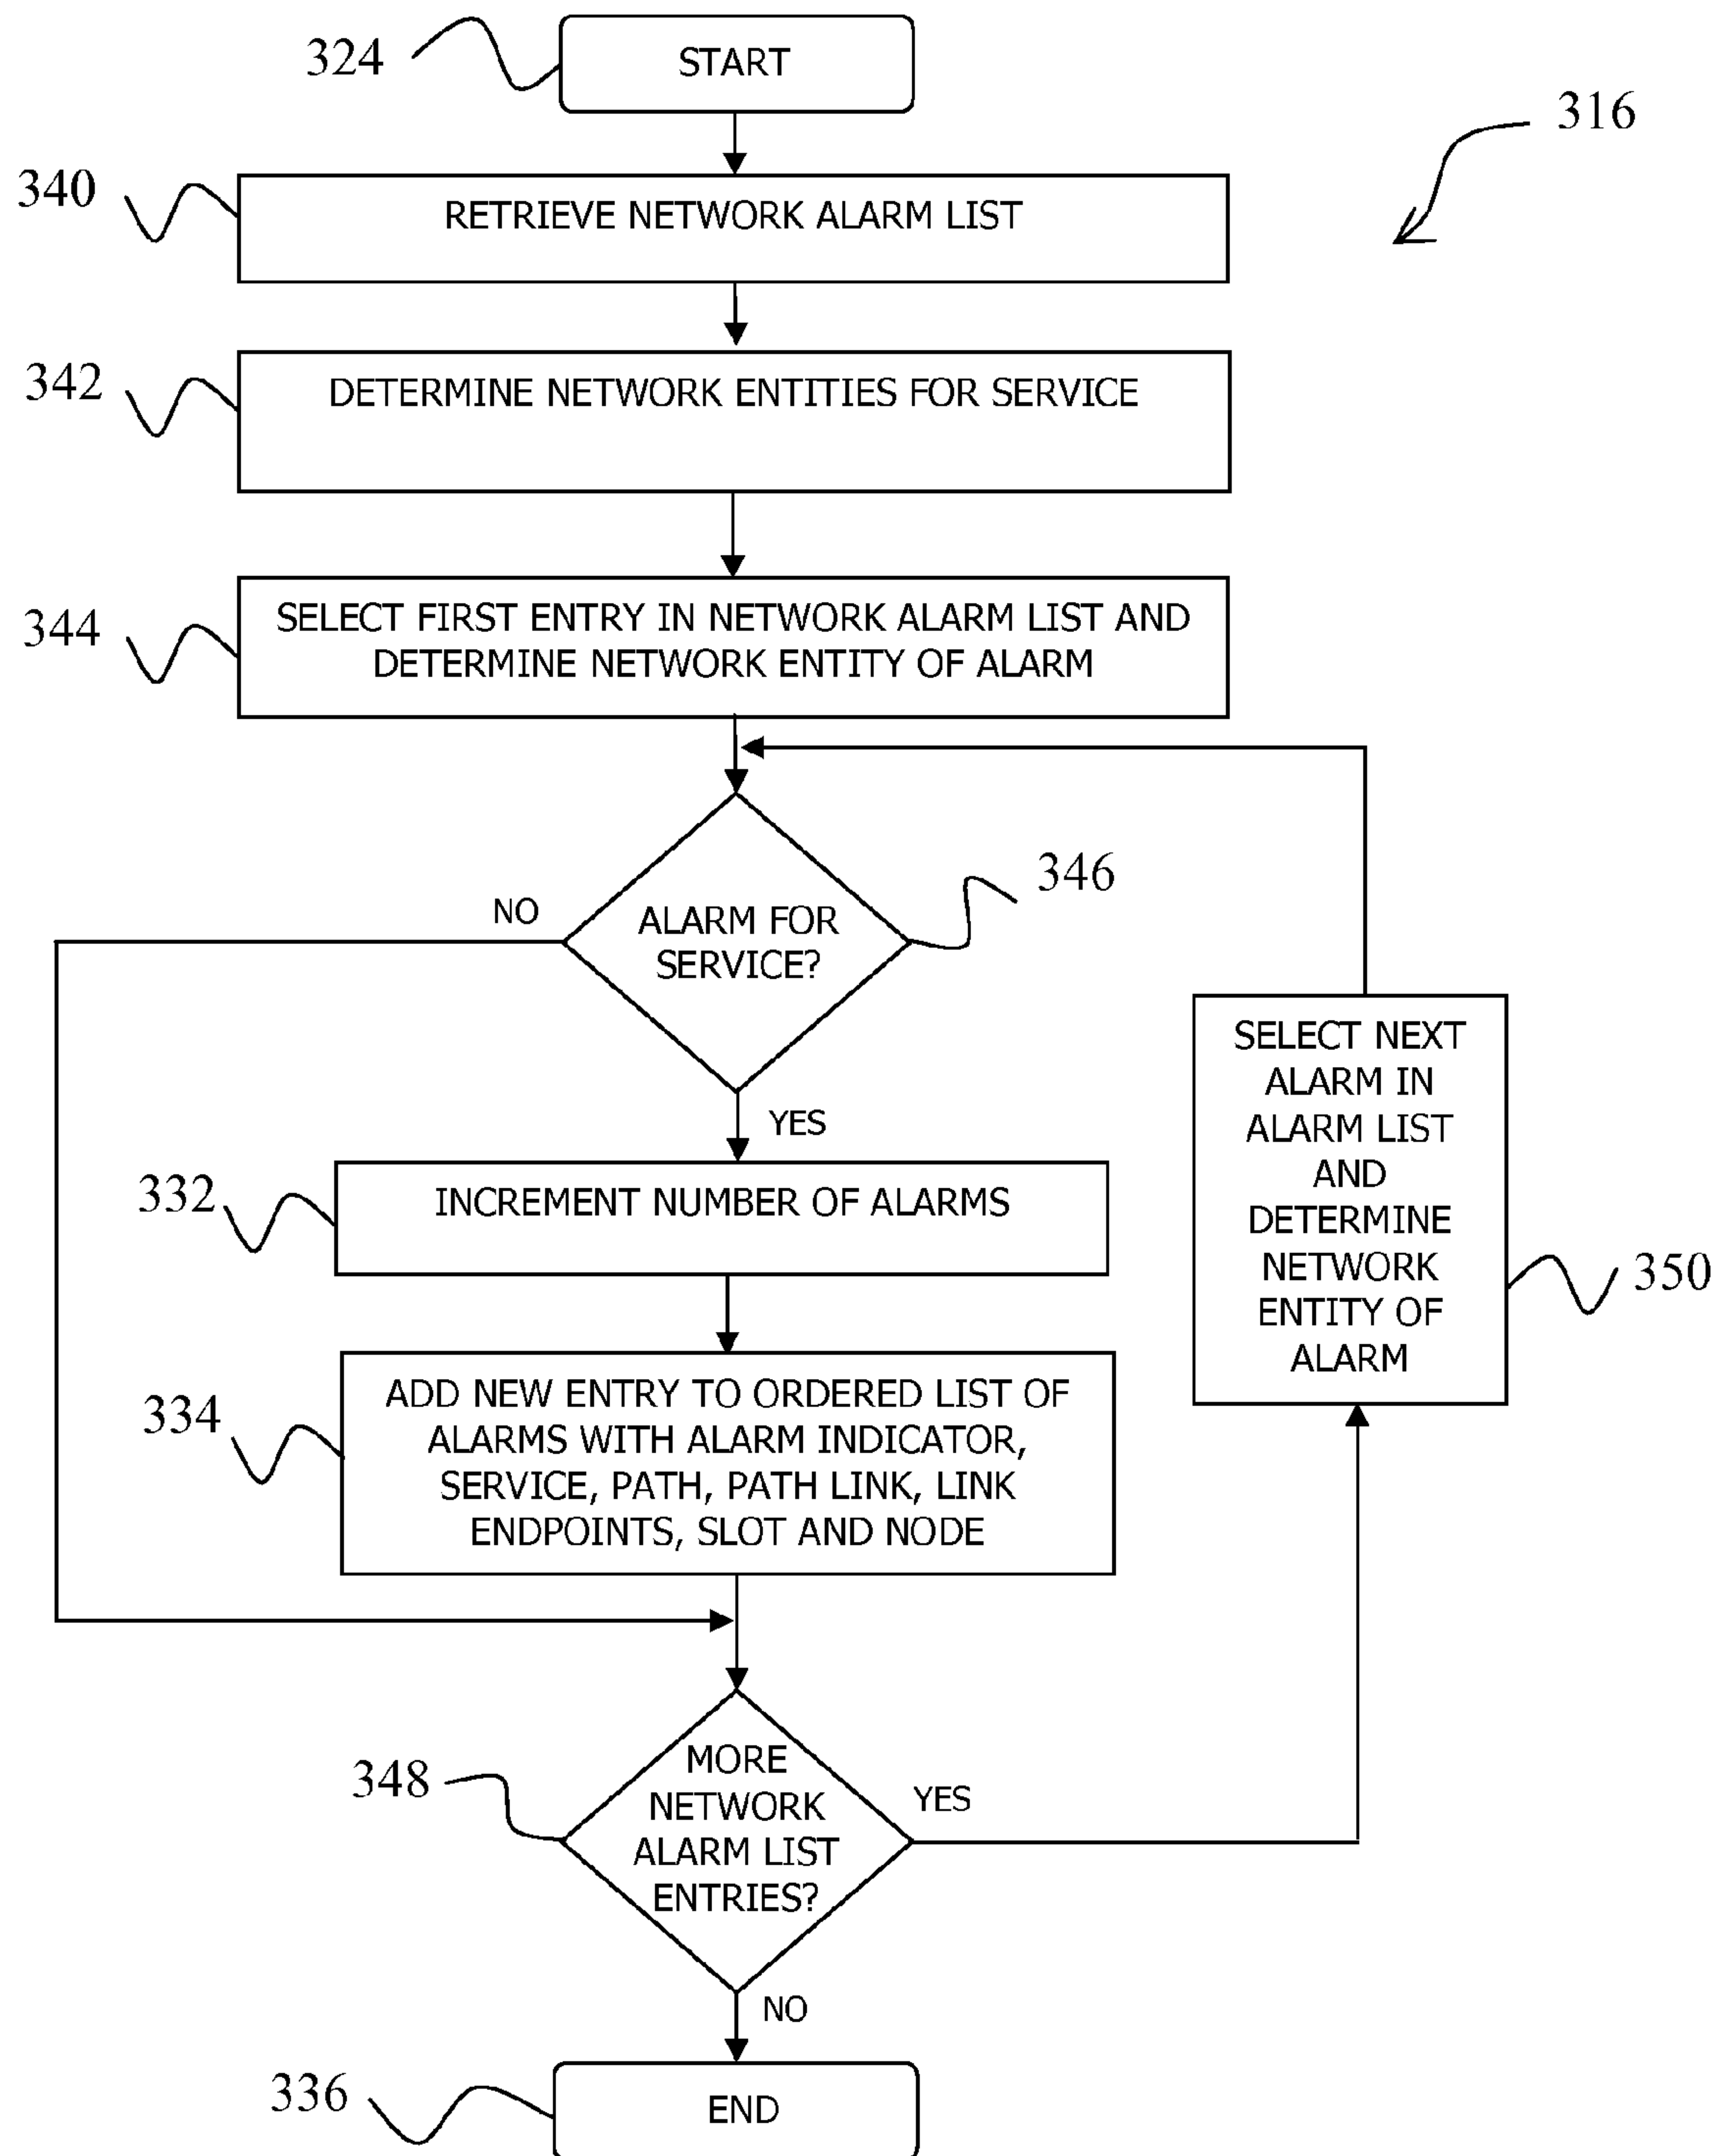 324
START
316
340
RETRIEVE NETWORK ALARM LIST
342
DETERMINE NETWORK ENTITIES FOR SERVICE
344
SELECT FIRST ENTRY IN NETWORK ALARM LIST AND
DETERMINE NETWORK ENTITY OF ALARM
346
NO
ALARM FOR
SERVICE?
YES
332
INCREMENT NUMBER OF ALARMS
334
ADD NEW ENTRY TO ORDERED LIST OF
ALARMS WITH ALARM INDICATOR,
SERVICE, PATH, PATH LINK, LINK
ENDPOINTS, SLOT AND NODE
SELECT NEXT
ALARM IN
ALARM LIST
AND
DETERMINE
NETWORK
ENTITY OF
ALARM
350
348
MORE
NETWORK
ALARM LIST
ENTRIES?
YES
NO
336
END